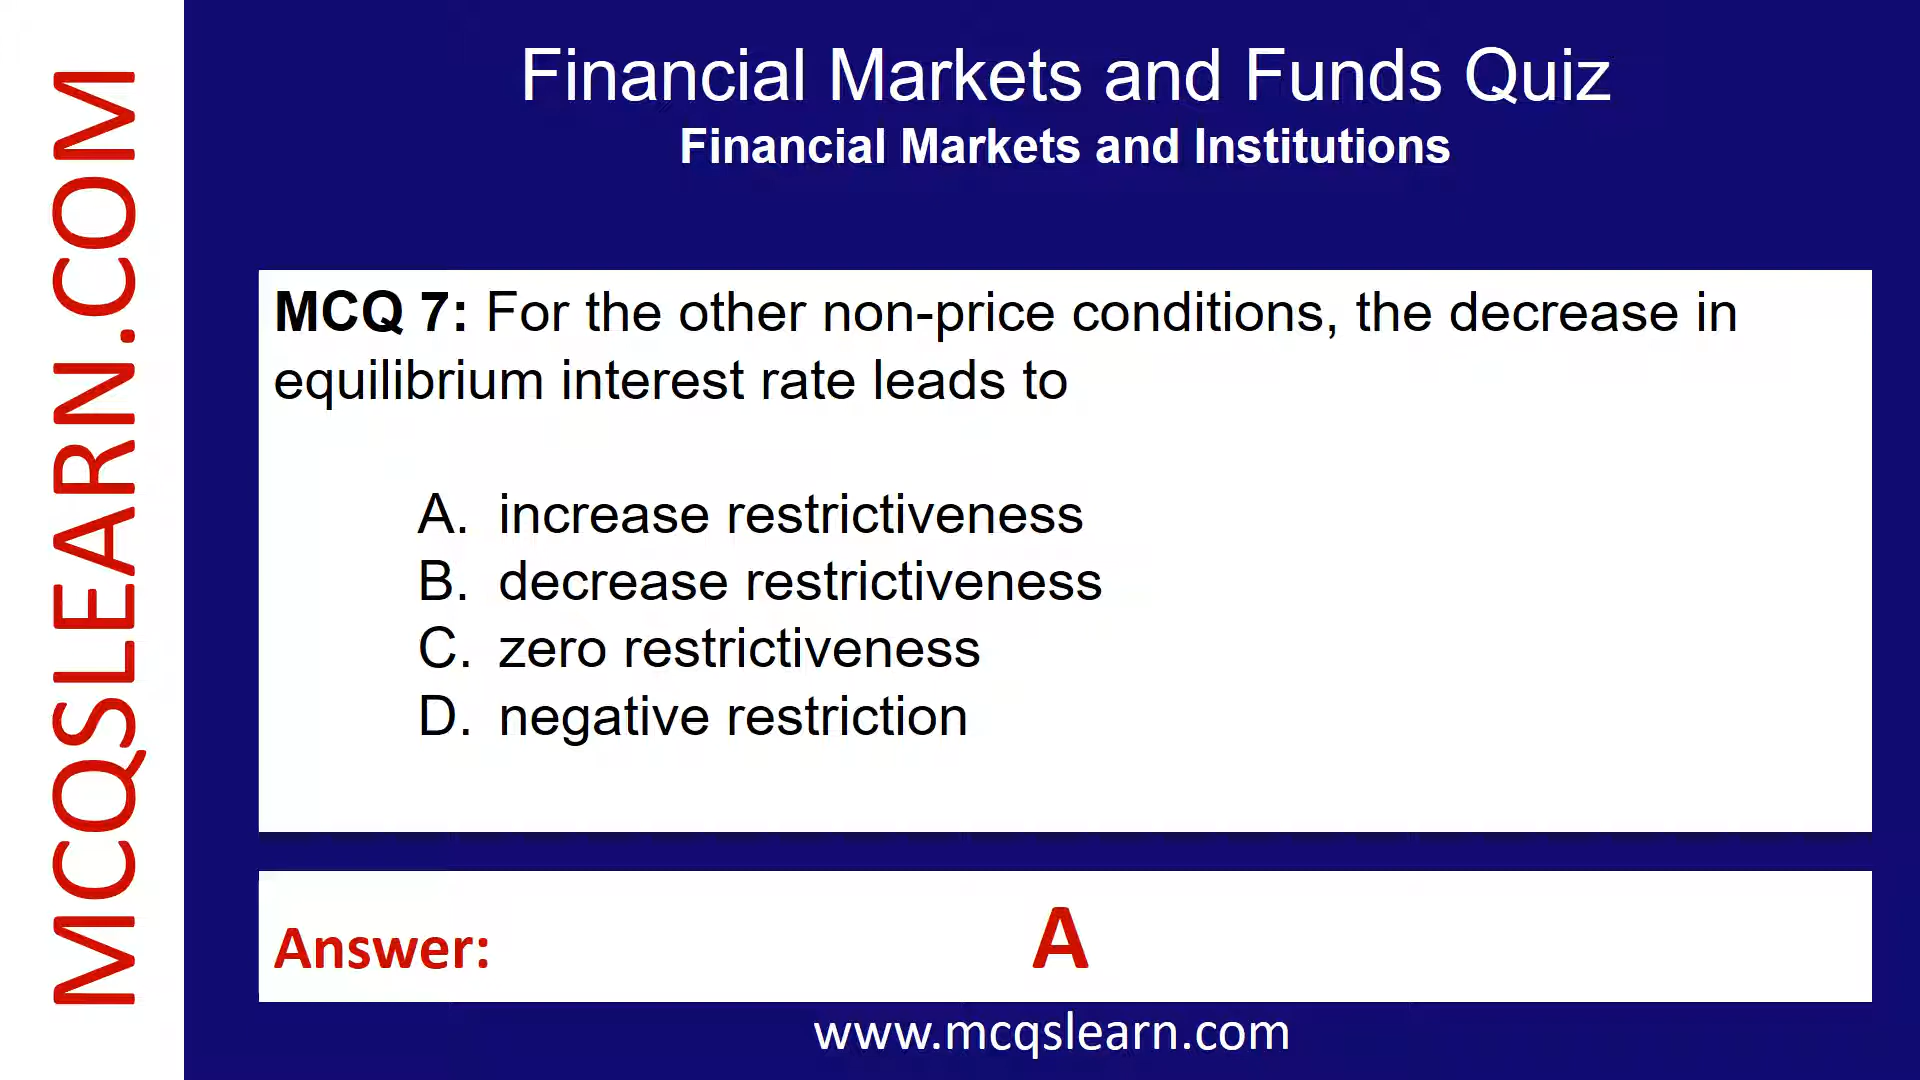 MCQSLEARN.COM
Financial Markets and Funds Quiz
Financial Markets and Institutions
MCQ 7: For the other non-price conditions, the decrease in
equilibrium interest rate leads to
A. increase restrictiveness
B. decrease restrictiveness
C. zero restrictiveness
D. negative restriction
Answer: A
www.mcqslearn.com